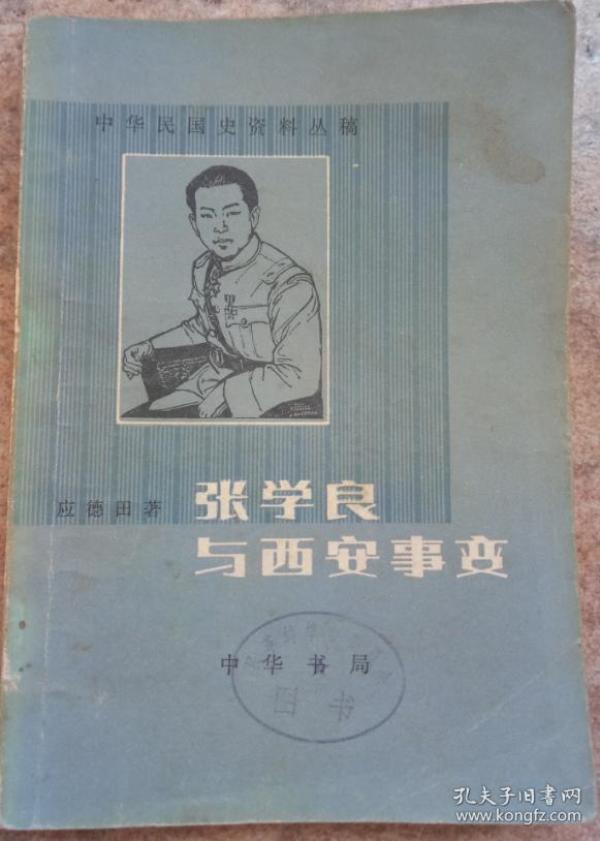 中华民国史资料丛稿
应德田著
张学良
与西安事变
中华书局
图书
孔夫子旧书网
www.kongfz.com